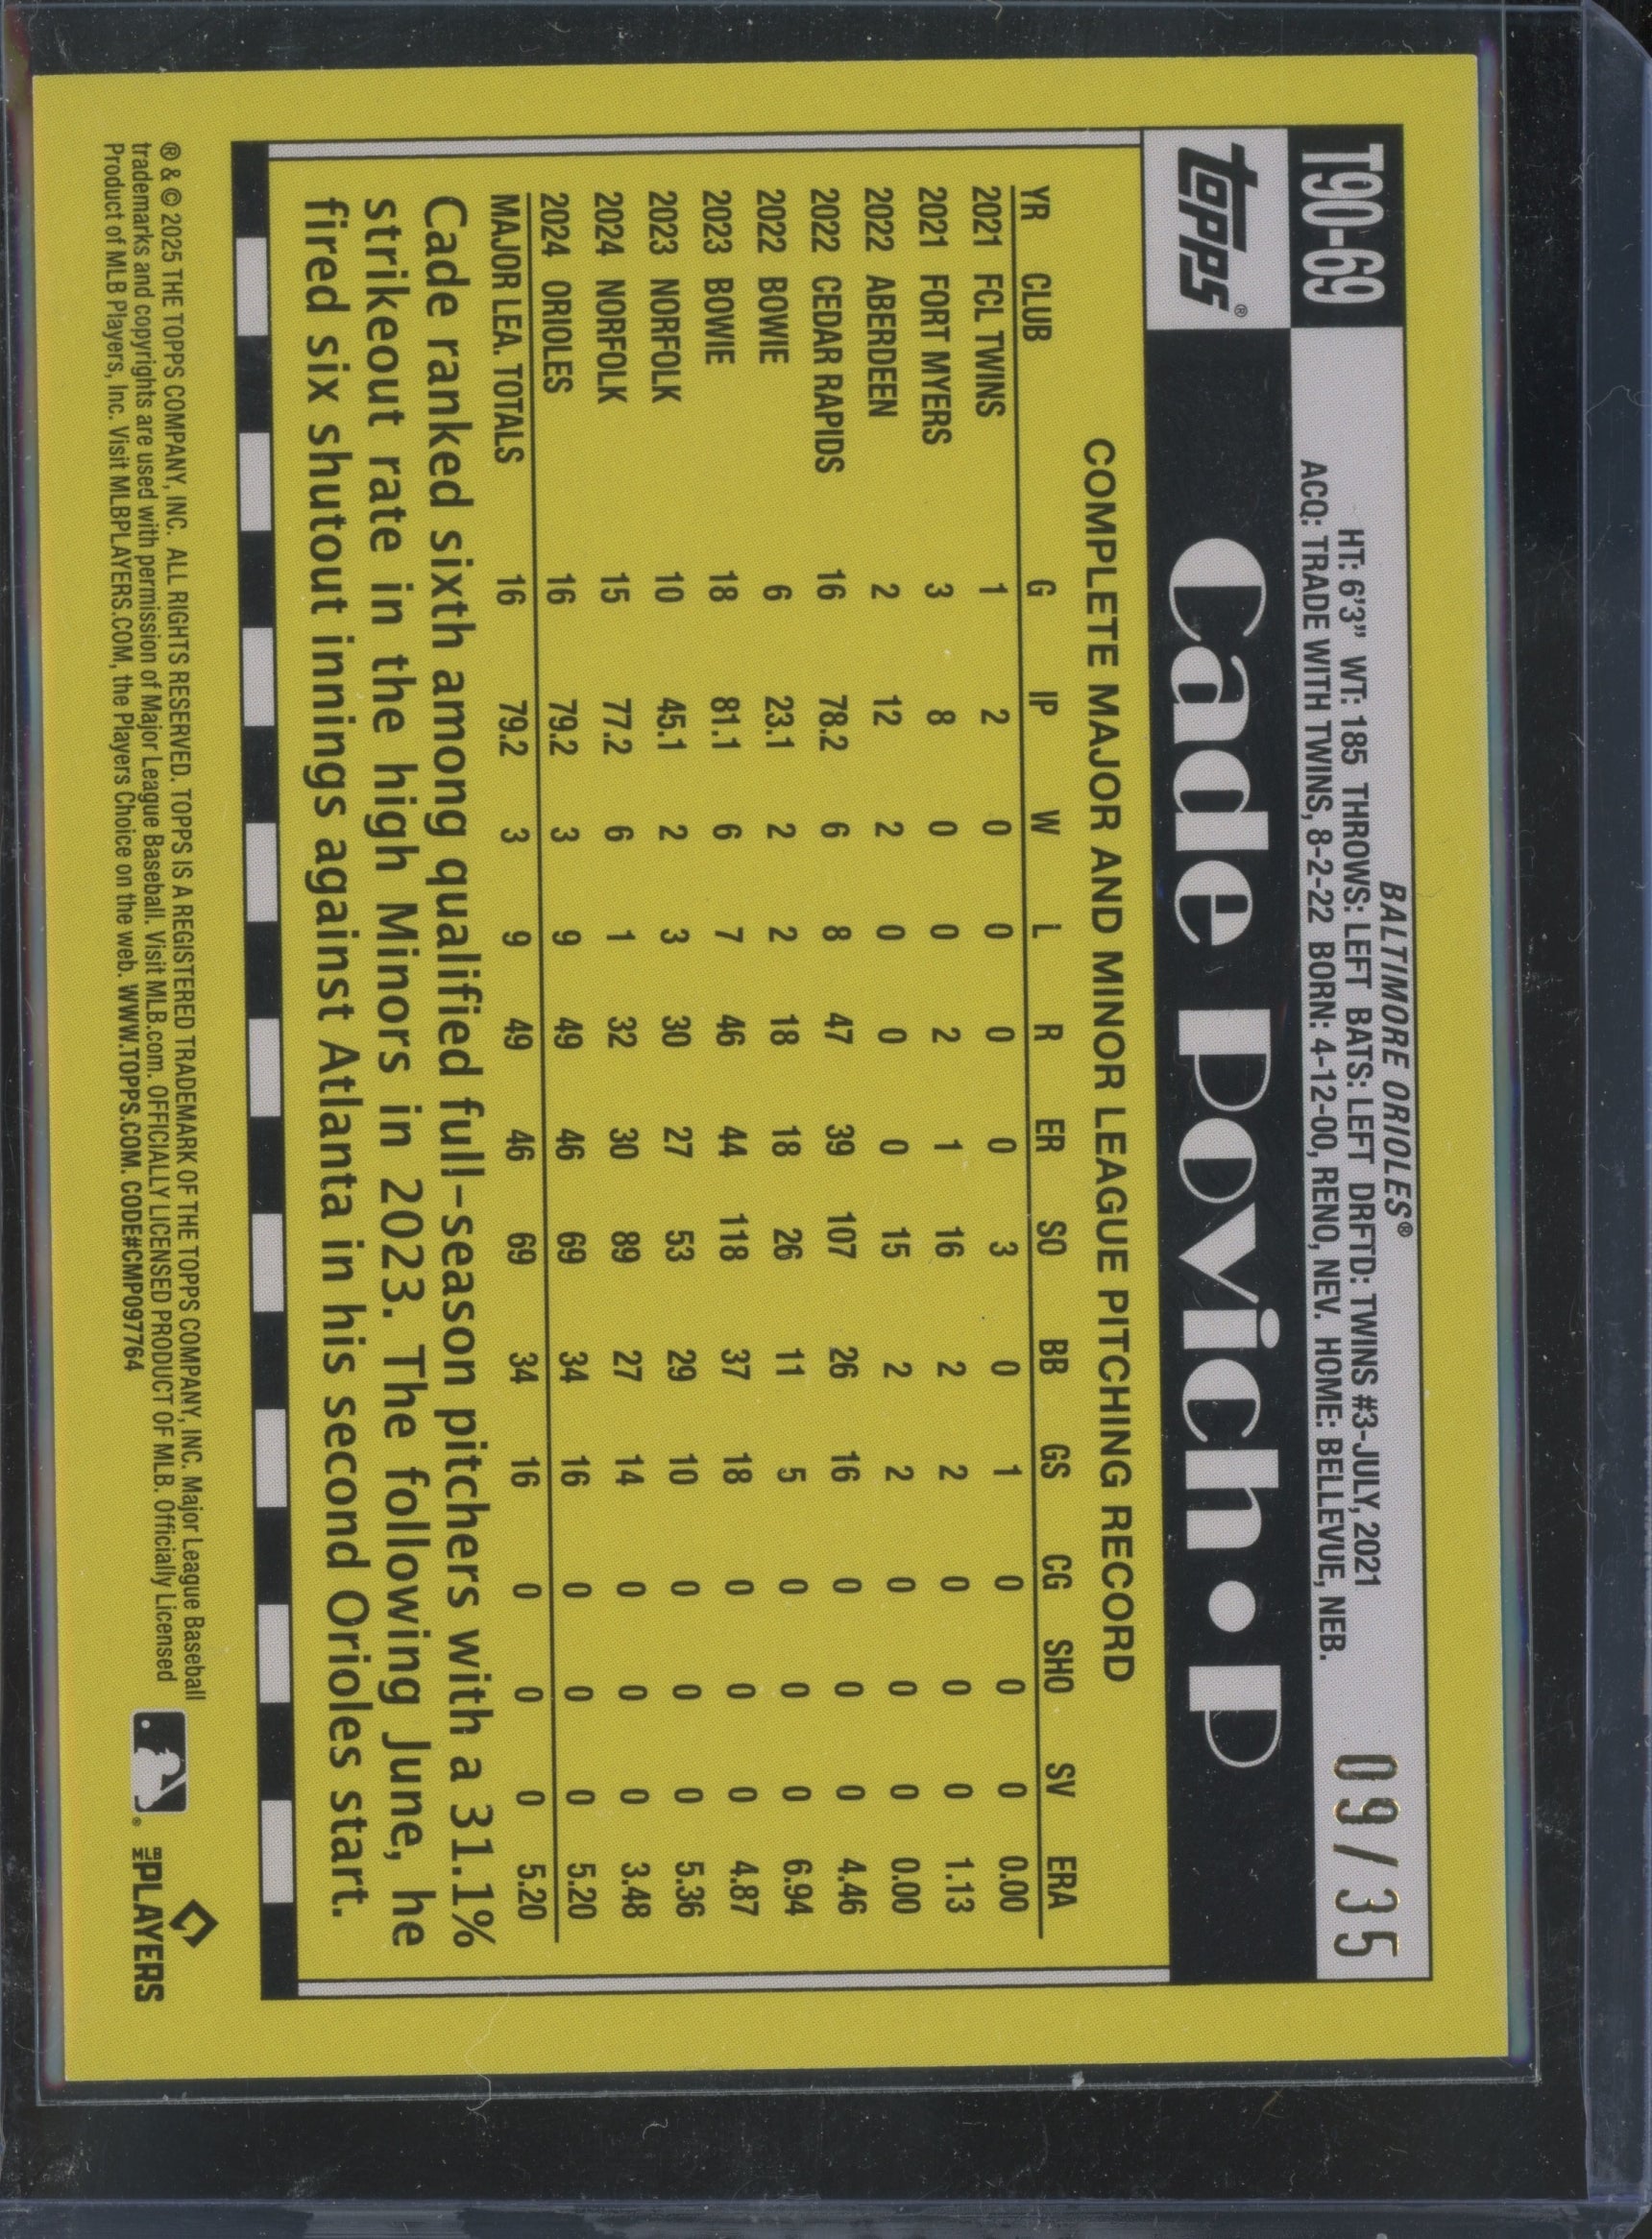 T90-69
BALTIMORE ORIOLES®
HT: 6'3" WT: 185 THROWS: LEFT BATS: LEFT DRFTD: TWINS #3-JULY, 2021
ACQ: TRADE WITH TWINS, 8-2-22 BORN: 4-12-00, RENO, NEV. HOME: BELLEVUE, NEB.
09/35
topps®
Cade Povich • P
COMPLETE MAJOR AND MINOR LEAGUE PITCHING RECORD
YR CLUB G IP W L R ER SO BB GS CG SHO SV ERA
2021 FCL TWINS 1 2 0 0 0 0 3 0 1 0 0 0 0.00
2021 FORT MYERS 3 8 0 0 2 1 16 2 2 0 0 0 1.13
2022 ABERDEEN 2 12 2 0 0 0 15 2 2 0 0 0 0.00
2022 CEDAR RAPIDS 16 78.2 6 8 47 39 107 26 16 0 0 0 4.46
2022 BOWIE 6 23.1 2 2 18 18 26 11 5 0 0 0 6.94
2023 BOWIE 18 81.1 6 7 46 44 118 37 18 0 0 0 4.87
2023 NORFOLK 10 45.1 2 3 30 27 53 29 10 0 0 0 5.36
2024 NORFOLK 15 77.2 6 1 32 30 89 27 14 0 0 0 3.48
2024 ORIOLES 16 79.2 3 9 49 46 69 34 16 0 0 0 5.20
MAJOR LEA. TOTALS 16 79.2 3 9 49 46 69 34 16 0 0 0 5.20
Cade ranked sixth among qualified full-season pitchers with a 31.1%
strikeout rate in the high Minors in 2023. The following June, he
fired six shutout innings against Atlanta in his second Orioles start.
® & © 2025 THE TOPPS COMPANY, INC. ALL RIGHTS RESERVED. TOPPS IS A REGISTERED TRADEMARK OF THE TOPPS COMPANY, INC. Major League Baseball
trademarks and copyrights are used with permission of Major League Baseball. Visit MLB.com. OFFICIALLY LICENSED PRODUCT OF MLB. Officially Licensed
Product of MLB Players, Inc. Visit MLBPLAYERS.COM, the Players Choice on the web. WWW.TOPPS.COM. CODE#CMP097764
MLB PLAYERS